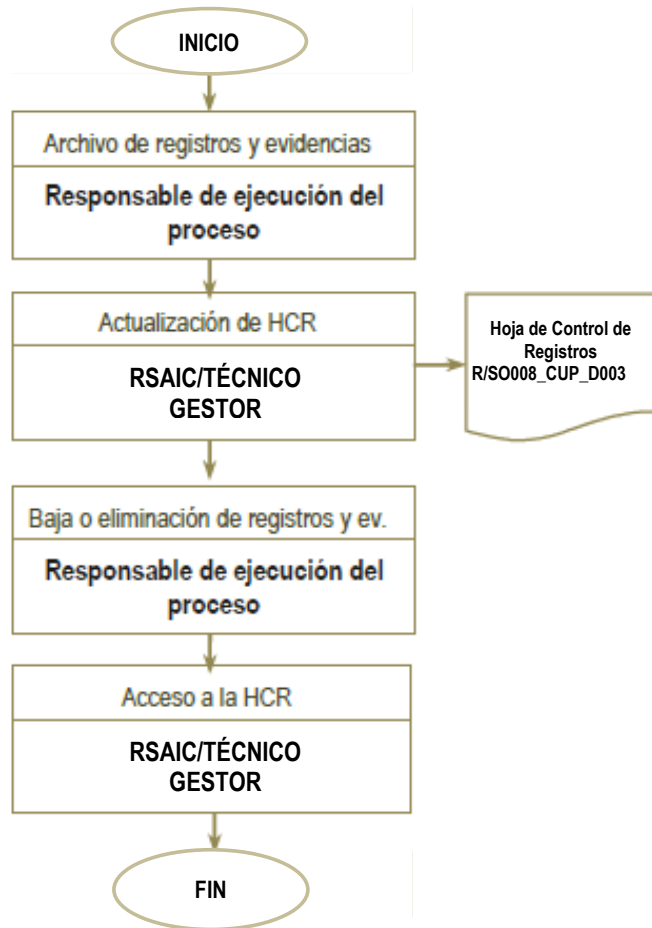 INICIO
Archivo de registros y evidencias
Responsable de ejecución del
proceso
Actualización de HCR
RSAIC/TÉCNICO
GESTOR
Hoja de Control de
Registros
R/SO008_CUP_D003
Baja o eliminación de registros y ev.
Responsable de ejecución del
proceso
Acceso a la HCR
RSAIC/TÉCNICO
GESTOR
FIN